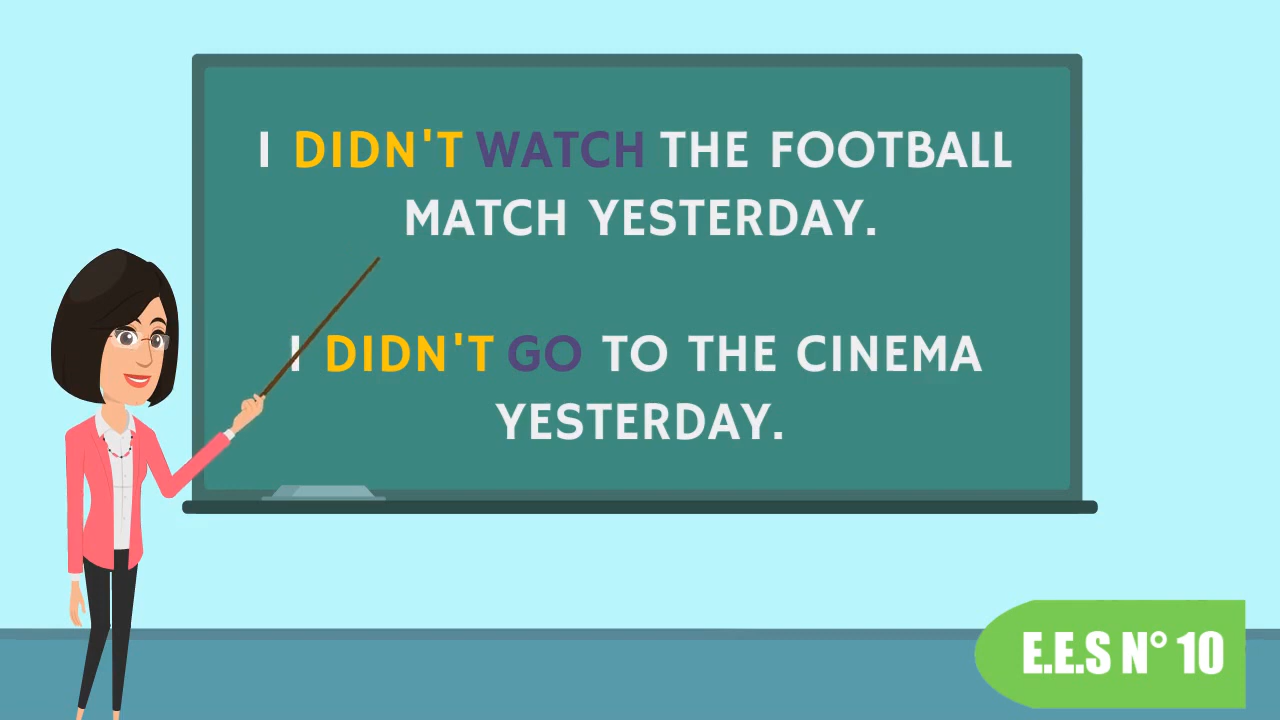 I DIDN'T WATCH THE FOOTBALL
MATCH YESTERDAY.
I DIDN'T GO TO THE CINEMA
YESTERDAY.
E.E.S N° 10